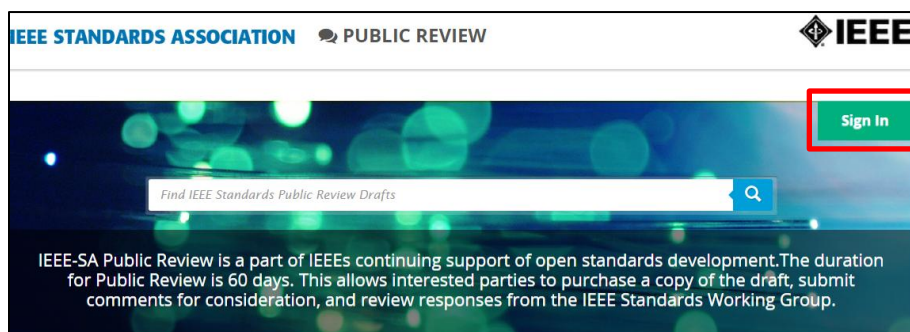 IEEE STANDARDS ASSOCIATION PUBLIC REVIEW IEEE
Sign In
Find IEEE Standards Public Review Drafts
IEEE-SA Public Review is a part of IEEEs continuing support of open standards development.The duration
for Public Review is 60 days. This allows interested parties to purchase a copy of the draft, submit
comments for consideration, and review responses from the IEEE Standards Working Group.